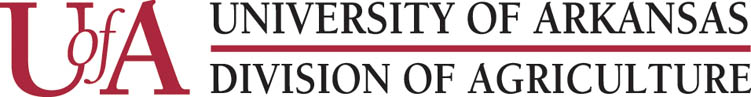 UofA
UNIVERSITY OF ARKANSAS
DIVISION OF AGRICULTURE